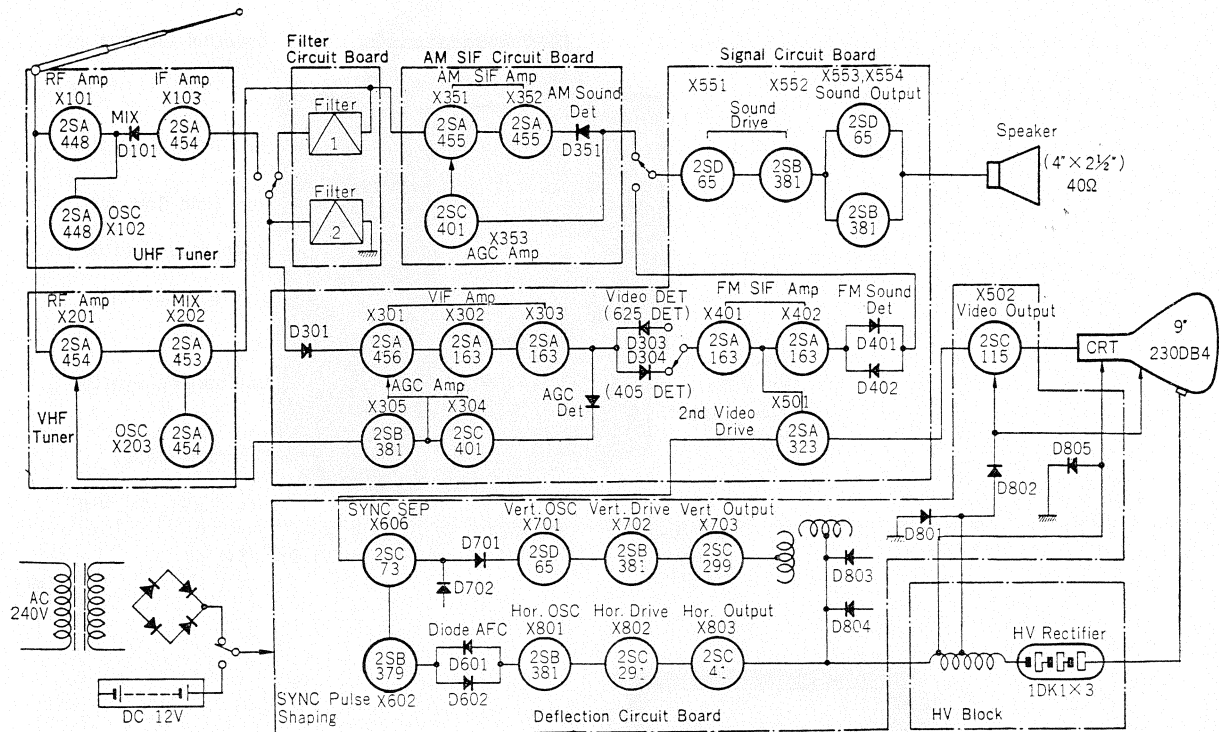 Filter
Circuit Board
AM SIF Circuit Board
Signal Circuit Board
RF Amp
X101
IF Amp
X103
MIX
D101
2SA
448
2SA
454
2SA
448
OSC
X102
UHF Tuner
Filter
1
Filter
2
AM SIF Amp
X351
X352
AM Sound
Det
2SA
455
2SA
455
D351
2SC
401
X353
AGC Amp
X551
X552
X553,X554
Sound Output
Sound
Drive
2SD
65
2SB
381
2SD
65
2SB
381
Speaker
(4"×2½")
40Ω
RF Amp
X201
MIX
X202
2SA
454
2SA
453
OSC
X203
2SA
454
VHF
Tuner
D301
VIF Amp
X301
X302
X303
2SA
456
2SA
163
2SA
163
AGC Amp
X305
X304
2SB
381
2SC
401
AGC
Det
Video DET
(625 DET)
D303
D304
(405 DET)
FM SIF Amp
X401
X402
2SA
163
2SA
163
FM Sound
Det
D401
D402
X501
2nd Video
Drive
2SA
323
X502
Video Output
2SC
115
CRT
9"
230DB4
D805
D802
D801
SYNC SEP
X606
2SC
73
D701
D702
Vert. OSC
X701
Vert. Drive
X702
Vert Output
X703
2SD
65
2SB
381
2SC
299
D803
D804
AC
240V
DC 12V
2SB
379
SYNC Pulse
Shaping
X602
Diode AFC
D601
D602
Hor. OSC
X801
Hor. Drive
X802
Hor. Output
X803
2SB
381
2SC
291
2SC
41
Deflection Circuit Board
HV Rectifier
1DK1×3
HV Block